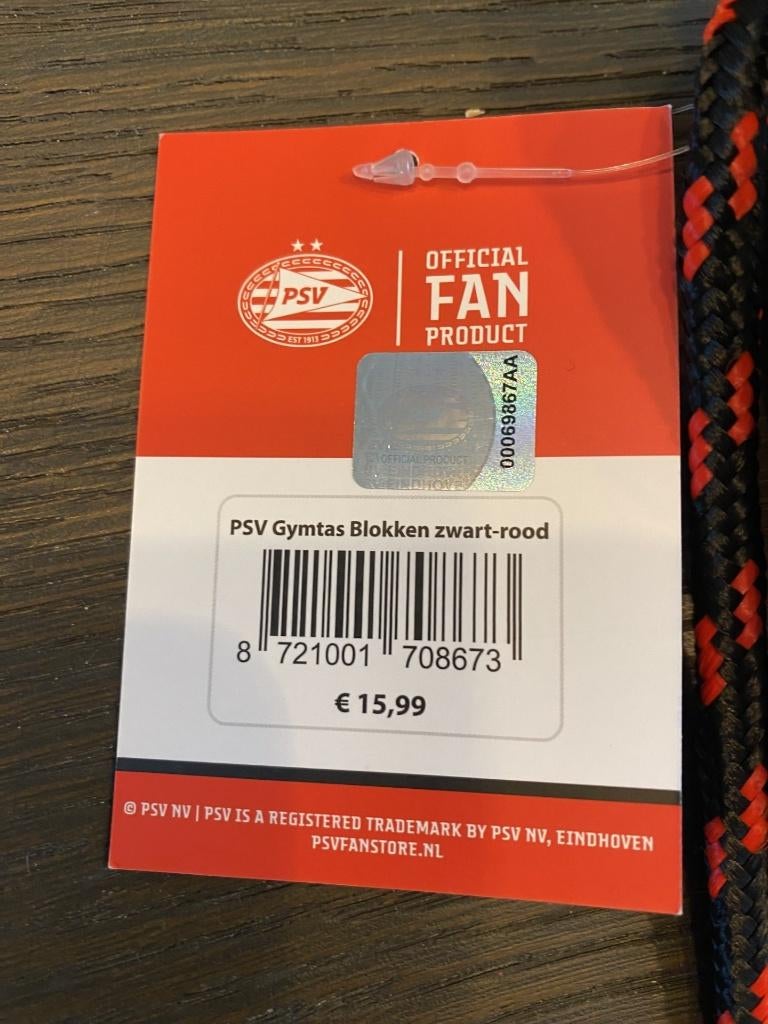 PSV
EST 1913
OFFICIAL
FAN
PRODUCT
00069867AA
OFFICIAL PRODUCT
EINDHOVEN
PSV Gymtas Blokken zwart-rood
8 721001 708673
€ 15,99
© PSV NV | PSV IS A REGISTERED TRADEMARK BY PSV NV, EINDHOVEN
PSVFANSTORE.NL